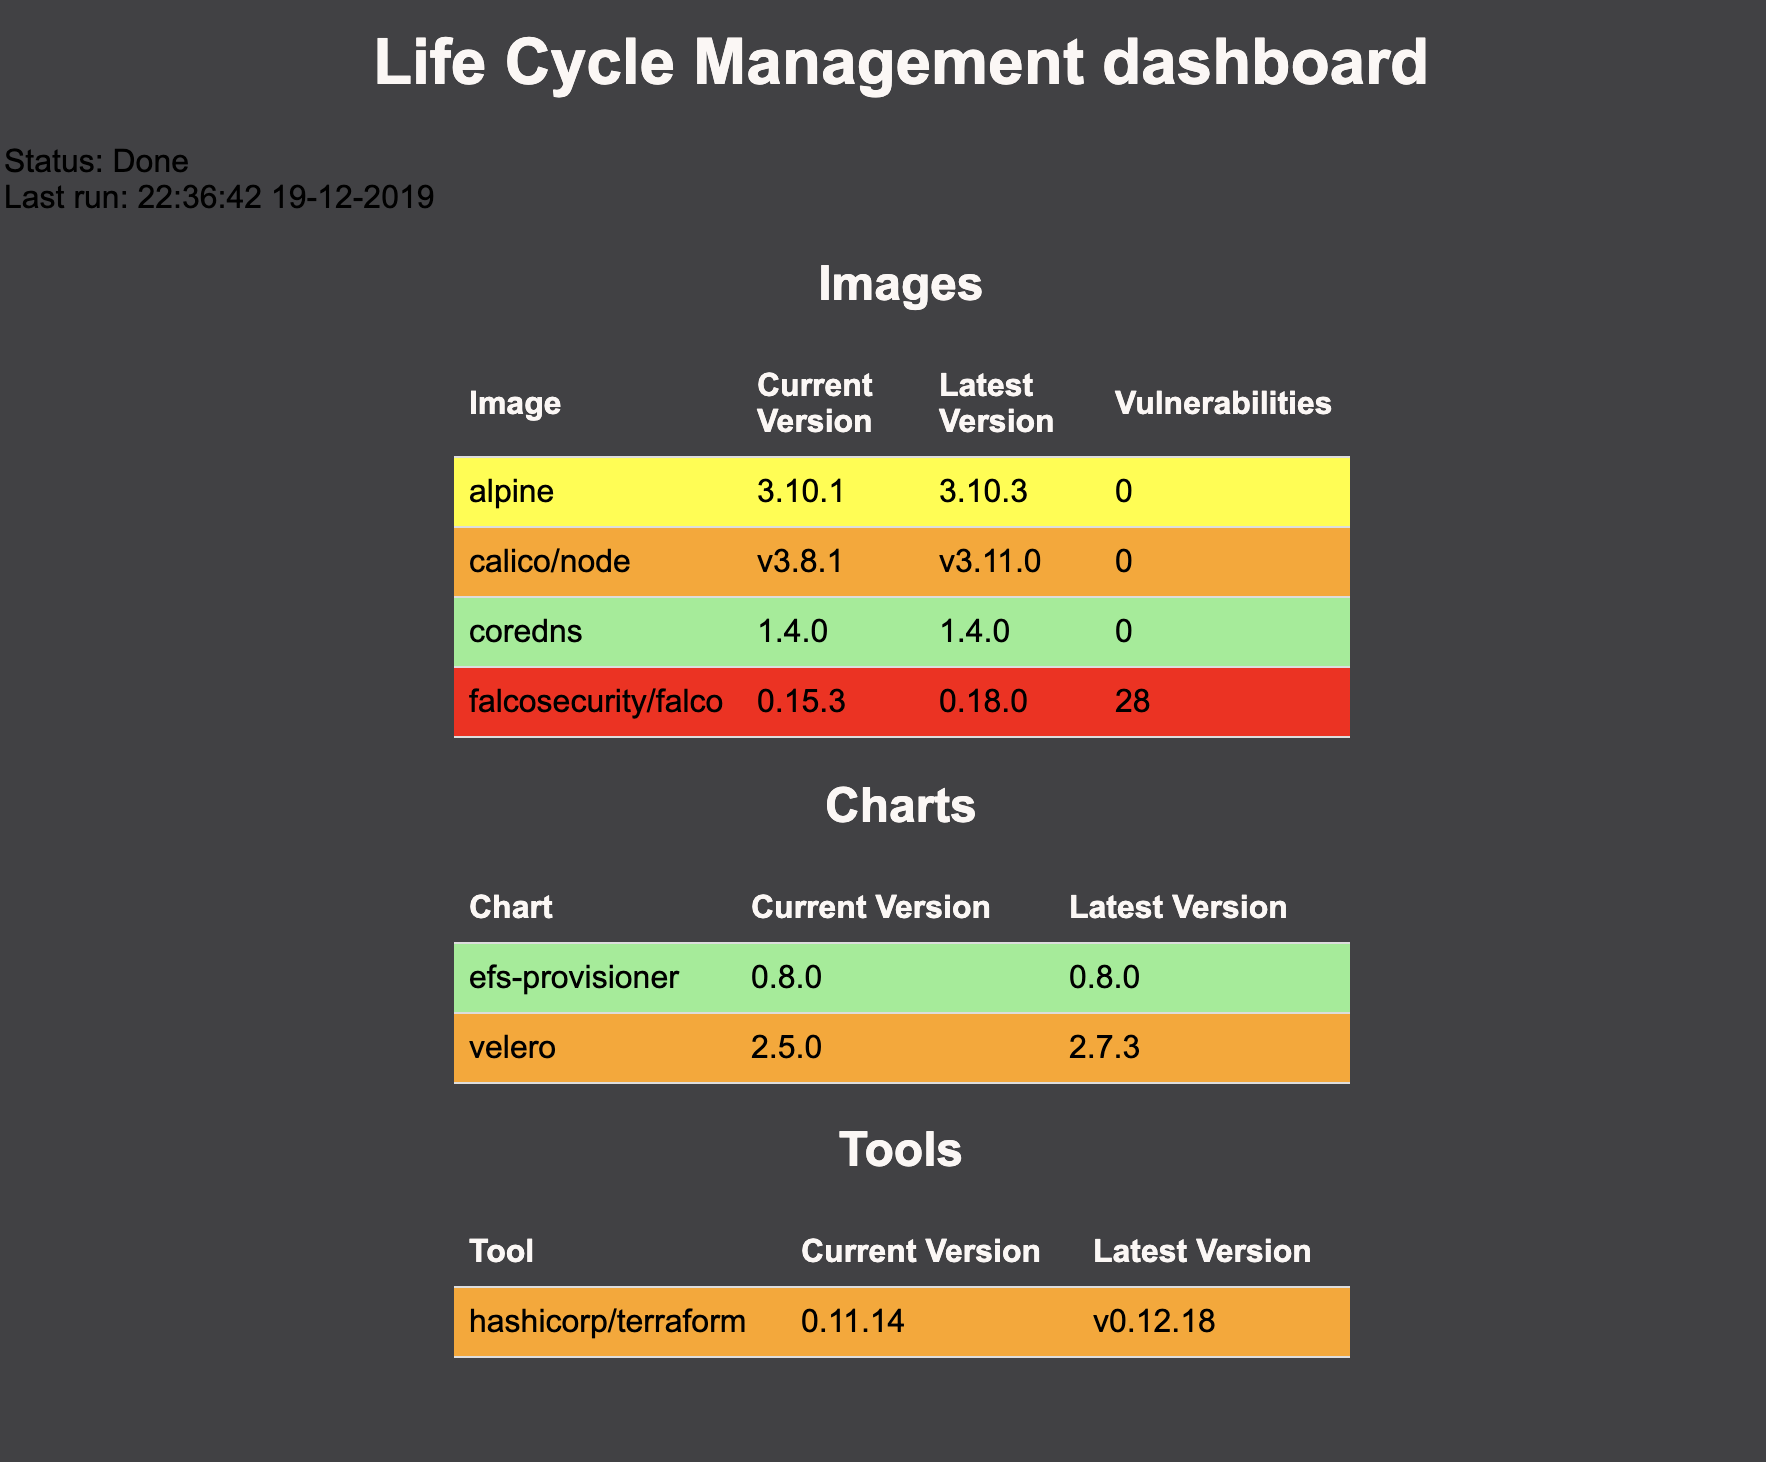 Life Cycle Management dashboard
Status: Done
Last run: 22:36:42 19-12-2019
Images
Image Current Version Latest Version Vulnerabilities
alpine 3.10.1 3.10.3 0
calico/node v3.8.1 v3.11.0 0
coredns 1.4.0 1.4.0 0
falcosecurity/falco 0.15.3 0.18.0 28
Charts
Chart Current Version Latest Version
efs-provisioner 0.8.0 0.8.0
velero 2.5.0 2.7.3
Tools
Tool Current Version Latest Version
hashicorp/terraform 0.11.14 v0.12.18